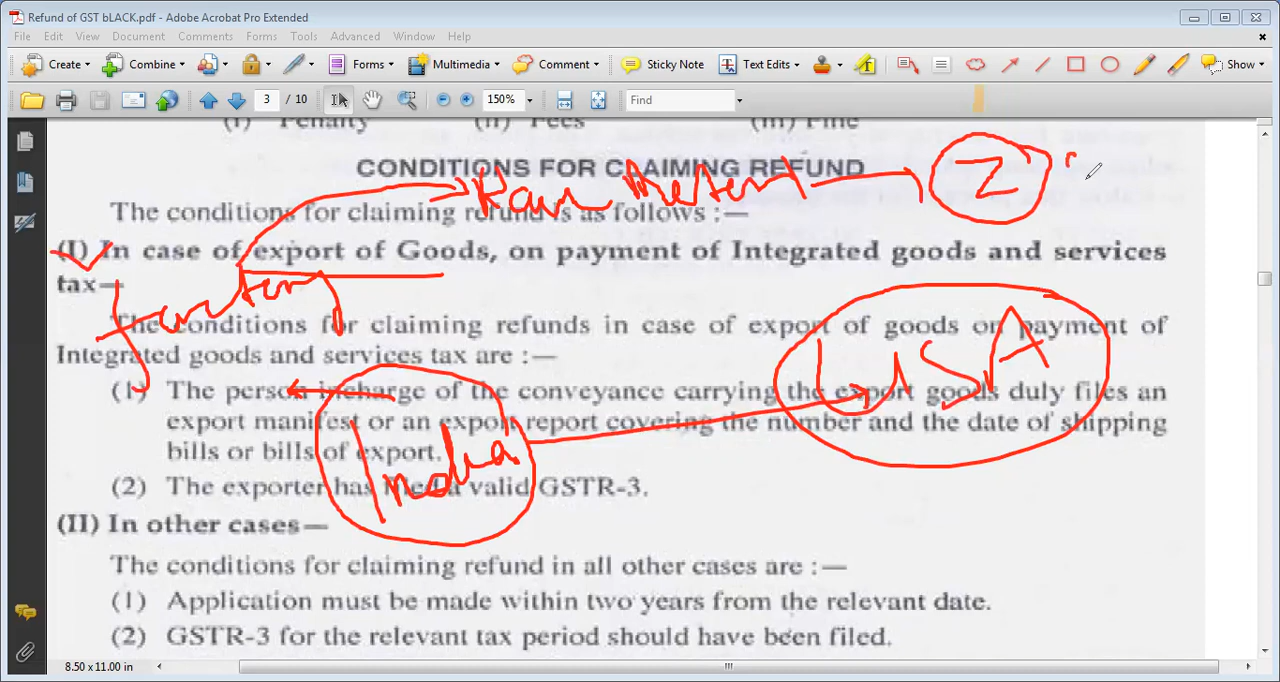 Refund of GST bLACK.pdf - Adobe Acrobat Pro Extended
File Edit View Document Comments Forms Tools Advanced Window Help
Create Combine Forms Multimedia Comment Sticky Note Text Edits Show
3 / 10 150% Find
(i) Penalty (ii) Fees (iii) Fine
CONDITIONS FOR CLAIMING REFUND
Raw Z
The conditions for claiming refund is as follows :—
(I) In case of export of Goods, on payment of Integrated goods and services
tax—
factory
The conditions for claiming refunds in case of export of goods on payment of
Integrated goods and services tax are :—
USA
(1) The person incharge of the conveyance carrying the export goods duly files an
export manifest or an export report covering the number and the date of shipping
bills or bills of export.
India
(2) The exporter has filed a valid GSTR-3.
(II) In other cases—
The conditions for claiming refund in all other cases are :—
(1) Application must be made within two years from the relevant date.
(2) GSTR-3 for the relevant tax period should have been filed.
8.50 x 11.00 in